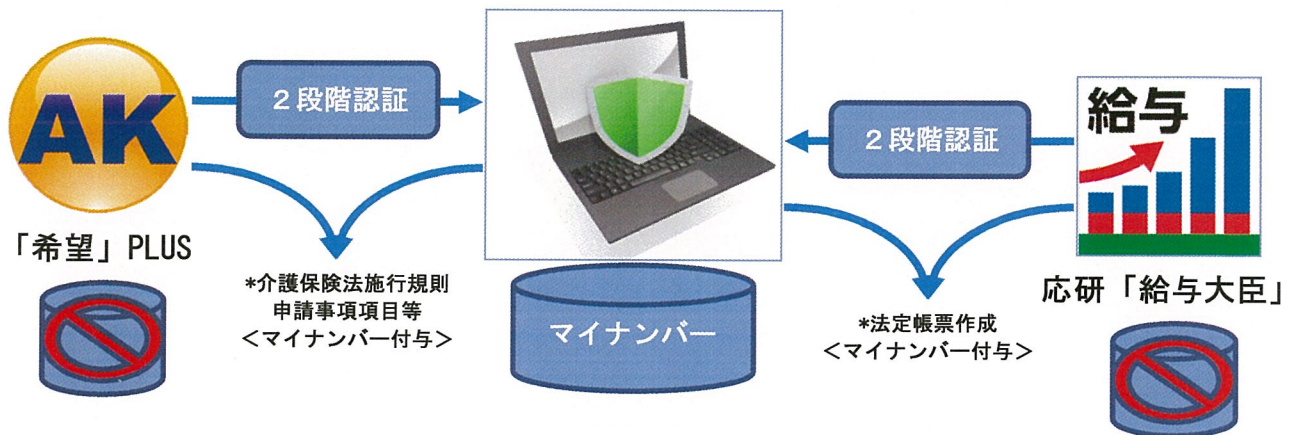 AK
「希望」PLUS
2段階認証
*介護保険法施行規則
申請事項項目等
<マイナンバー付与>
マイナンバー
2段階認証
*法定帳票作成
<マイナンバー付与>
給与
応研「給与大臣」